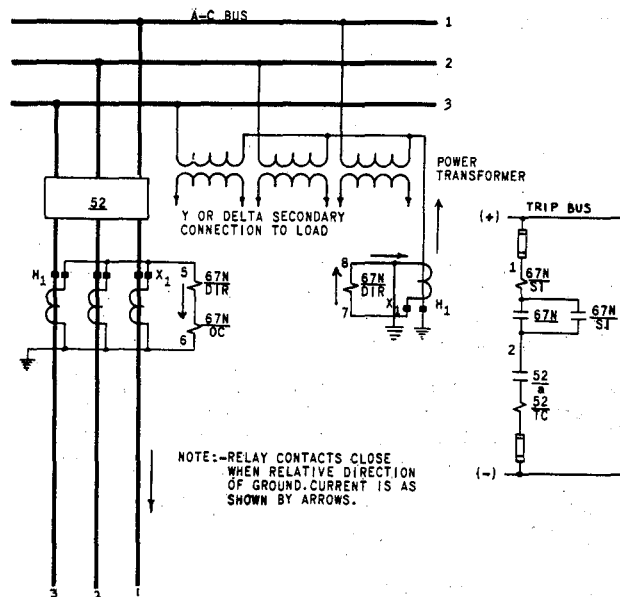 A-C BUS
1
2
3
POWER
TRANSFORMER
52
Y OR DELTA SECONDARY
CONNECTION TO LOAD
(+)
TRIP BUS
H1
X1
5
67N
DIR
67N
OC
6
8
67N
DIR
7
X1
H1
1
67N
SI
67N
67N
SI
2
52
a
52
TC
(-)
NOTE:-RELAY CONTACTS CLOSE
WHEN RELATIVE DIRECTION
OF GROUND.CURRENT IS AS
SHOWN BY ARROWS.
3
2
1